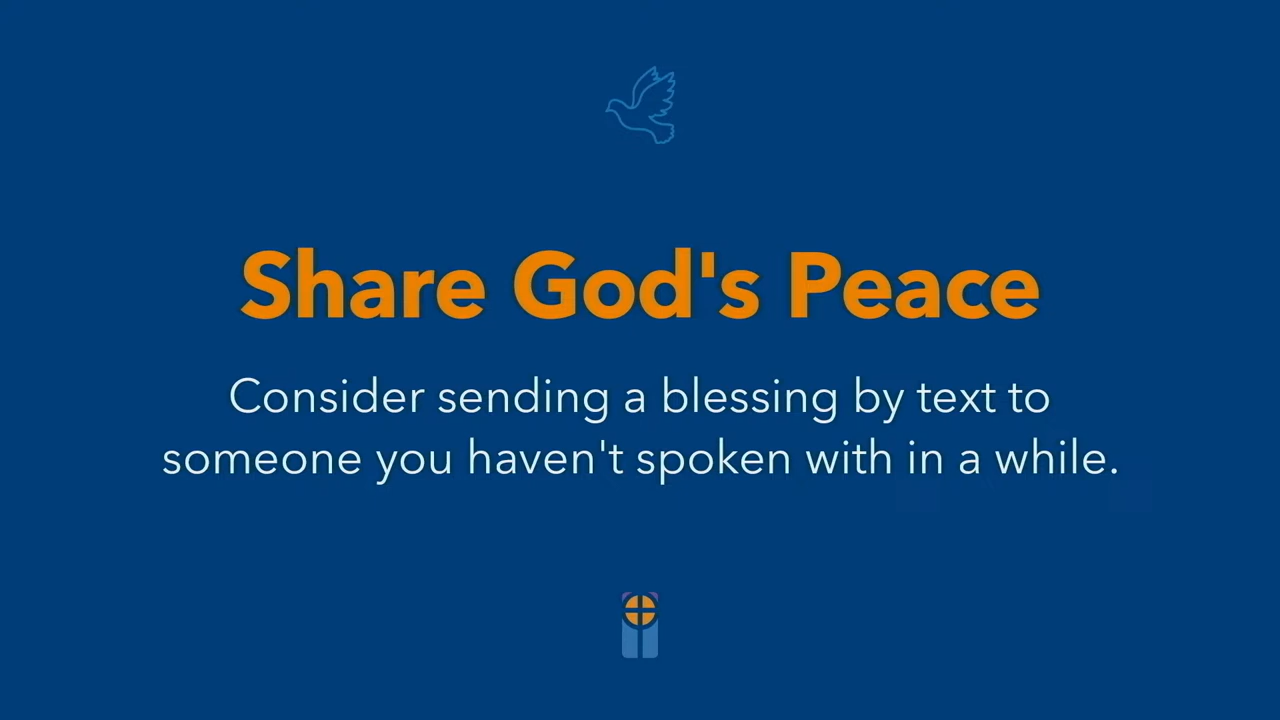 Share God's Peace
Consider sending a blessing by text to
someone you haven't spoken with in a while.